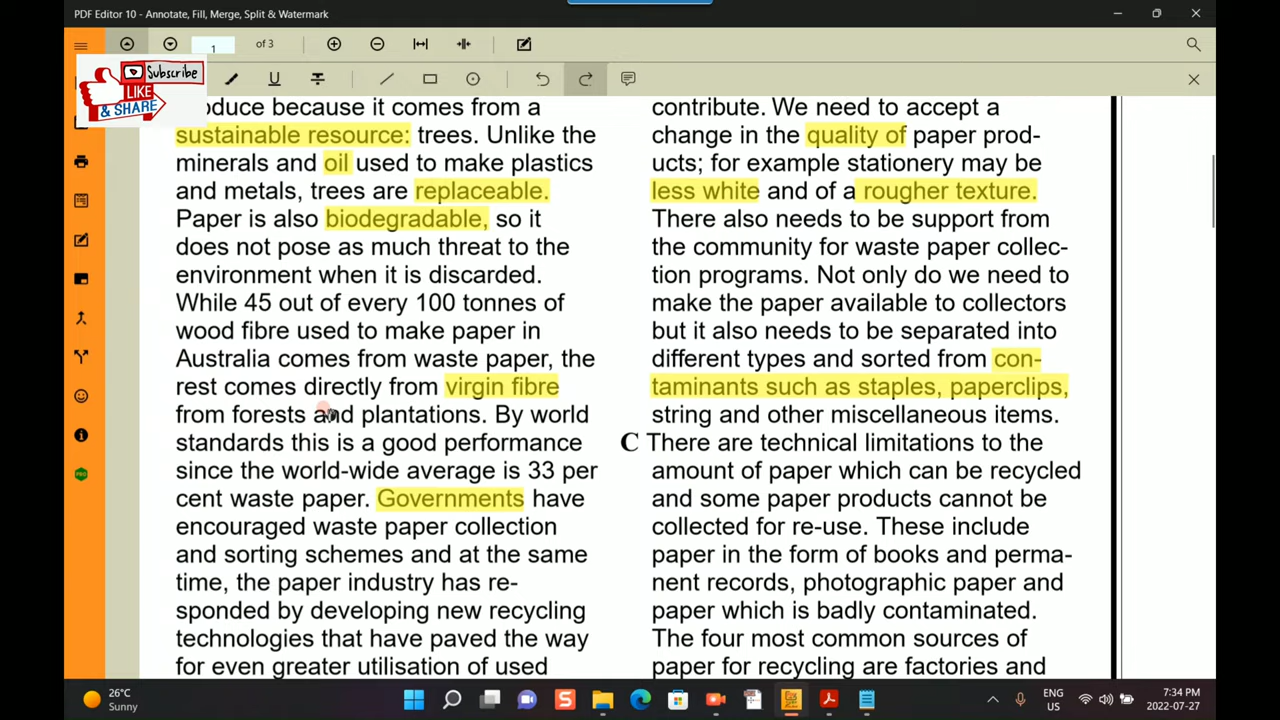 PDF Editor 10 - Annotate, Fill, Merge, Split & Watermark
1 of 3
Subscribe
LIKE
& SHARE
oduce because it comes from a
sustainable resource: trees. Unlike the
minerals and oil used to make plastics
and metals, trees are replaceable.
Paper is also biodegradable, so it
does not pose as much threat to the
environment when it is discarded.
While 45 out of every 100 tonnes of
wood fibre used to make paper in
Australia comes from waste paper, the
rest comes directly from virgin fibre
from forests and plantations. By world
standards this is a good performance
since the world-wide average is 33 per
cent waste paper. Governments have
encouraged waste paper collection
and sorting schemes and at the same
time, the paper industry has re-
sponded by developing new recycling
technologies that have paved the way
for even greater utilisation of used
contribute. We need to accept a
change in the quality of paper prod-
ucts; for example stationery may be
less white and of a rougher texture.
There also needs to be support from
the community for waste paper collec-
tion programs. Not only do we need to
make the paper available to collectors
but it also needs to be separated into
different types and sorted from con-
taminants such as staples, paperclips,
string and other miscellaneous items.
C There are technical limitations to the
amount of paper which can be recycled
and some paper products cannot be
collected for re-use. These include
paper in the form of books and perma-
nent records, photographic paper and
paper which is badly contaminated.
The four most common sources of
paper for recycling are factories and
26°C
Sunny
ENG
US
7:34 PM
2022-07-27